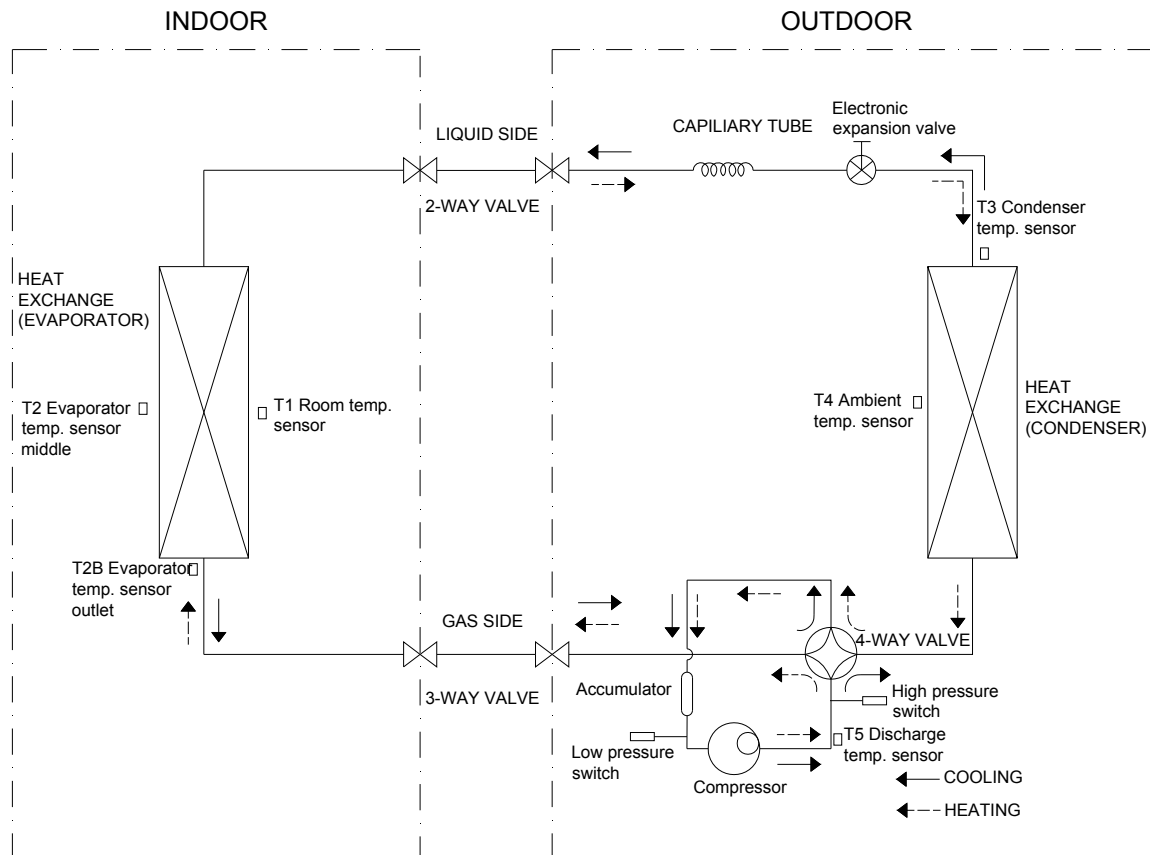 INDOOR
OUTDOOR
LIQUID SIDE
CAPILIARY TUBE
Electronic
expansion valve
2-WAY VALVE
T3 Condenser
temp. sensor
HEAT
EXCHANGE
(EVAPORATOR)
T2 Evaporator
temp. sensor
middle
T1 Room temp.
sensor
T4 Ambient
temp. sensor
HEAT
EXCHANGE
(CONDENSER)
T2B Evaporator
temp. sensor
outlet
GAS SIDE
4-WAY VALVE
3-WAY VALVE
Accumulator
High pressure
switch
Low pressure
switch
T5 Discharge
temp. sensor
Compressor
COOLING
HEATING